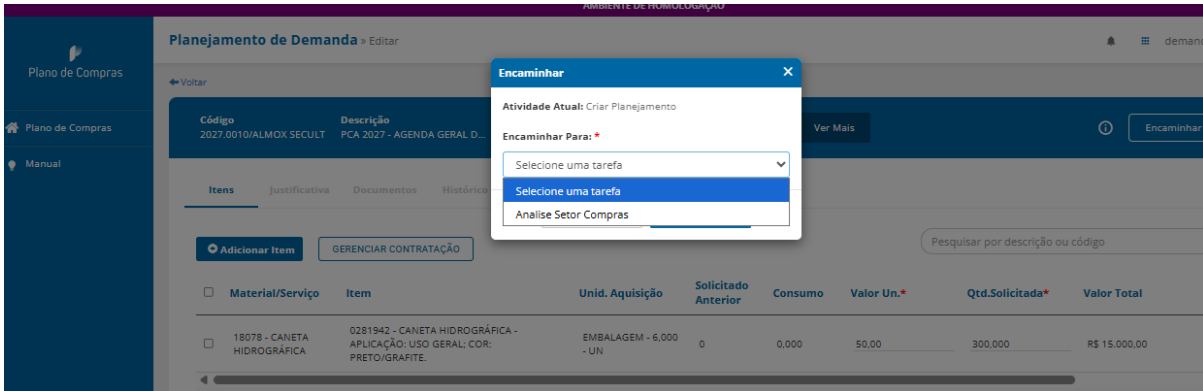 AMBIENTE DE HOMOLOGAÇÃO
Plano de Compras
Plano de Compras
Manual
Planejamento de Demanda » Editar
Voltar
Código
2027.0010/ALMOX SECULT
Descrição
PCA 2027 - AGENDA GERAL D...
Ver Mais
Encaminhar
Encaminhar
×
Atividade Atual: Criar Planejamento
Encaminhar Para: *
Selecione uma tarefa
Selecione uma tarefa
Analise Setor Compras
Itens Justificativa Documentos Histórico
Adicionar Item
GERENCIAR CONTRATAÇÃO
Pesquisar por descrição ou código
Material/Serviço Item Unid. Aquisição Solicitado Anterior Consumo Valor Un.* Qtd.Solicitada* Valor Total
18078 - CANETA HIDROGRÁFICA
0281942 - CANETA HIDROGRÁFICA -
APLICAÇÃO: USO GERAL; COR:
PRETO/GRAFITE.
EMBALAGEM - 6,000
- UN
0 0,000 50,00 300,000 R$ 15.000,00